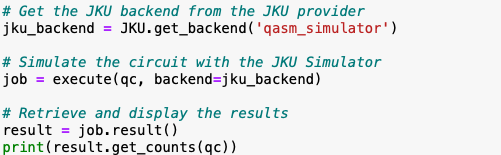 # Get the JKU backend from the JKU provider
jku_backend = JKU.get_backend('qasm_simulator')
# Simulate the circuit with the JKU Simulator
job = execute(qc, backend=jku_backend)
# Retrieve and display the results
result = job.result()
print(result.get_counts(qc))